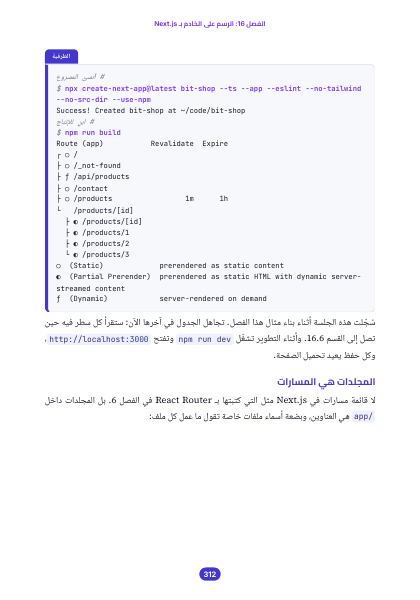 الفصل 16: الرسم على الخادم بـ Next.js
الطرفية
# أنشئ المشروع
$ npx create-next-app@latest bit-shop --ts --app --eslint --no-tailwind
--no-src-dir --use-npm
Success! Created bit-shop at ~/code/bit-shop
# ابنِ للإنتاج
$ npm run build
Route (app) Revalidate Expire
┌ ○ /
├ ○ /_not-found
├ ƒ /api/products
├ ○ /contact
├ ○ /products 1m 1h
└ /products/[id]
├ ◐ /products/[id]
├ ◐ /products/1
├ ◐ /products/2
└ ◐ /products/3
○ (Static) prerendered as static content
◐ (Partial Prerender) prerendered as static HTML with dynamic server-
streamed content
ƒ (Dynamic) server-rendered on demand
سُجّلت هذه الجلسة أثناء بناء مثال هذا الفصل. تجاهل الجدول في آخرها الآن: ستقرأ كل سطر فيه حين
تصل إلى القسم 16.6. وأثناء التطوير تشغّل npm run dev وتفتح http://localhost:3000،
وكل حفظ يعيد تحميل الصفحة.
المجلدات هي المسارات
لا قائمة مسارات في Next.js مثل التي كتبتها بـ React Router في الفصل 6. بل المجلدات داخل
app/ هي العناوين، وبضعة أسماء ملفات خاصة تقول ما عمل كل ملف:
312